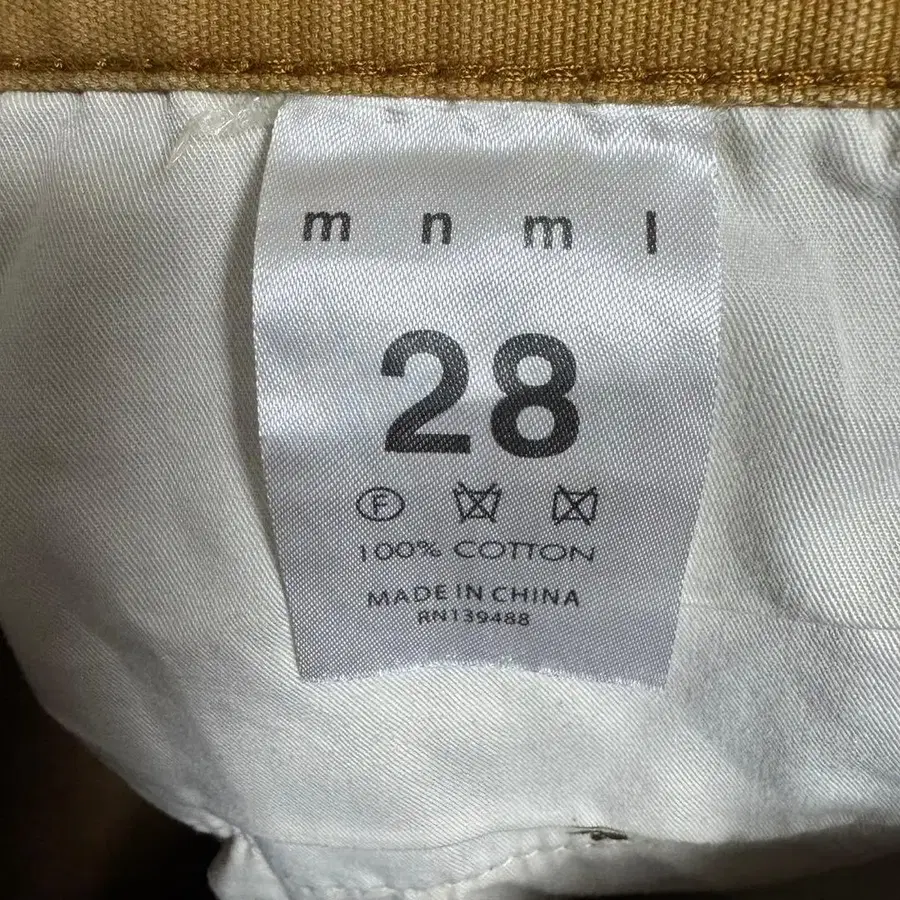 m n m l
28
F
100% COTTON
MADE IN CHINA
RN139488